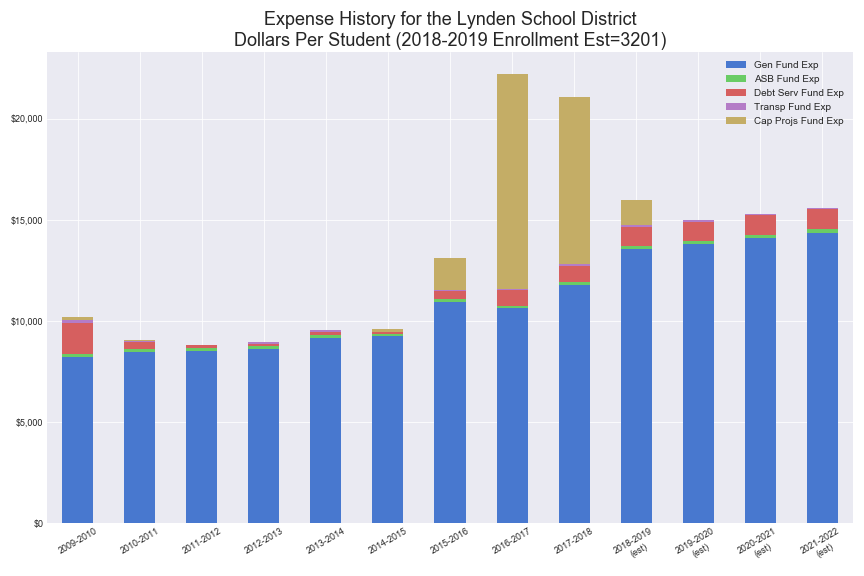 Expense History for the Lynden School District
Dollars Per Student (2018-2019 Enrollment Est=3201)
Gen Fund Exp
ASB Fund Exp
Debt Serv Fund Exp
Transp Fund Exp
Cap Projs Fund Exp
$20,000
$15,000
$10,000
$5,000
$0
2009-2010
2010-2011
2011-2012
2012-2013
2013-2014
2014-2015
2015-2016
2016-2017
2017-2018
2018-2019
(est)
2019-2020
(est)
2020-2021
(est)
2021-2022
(est)